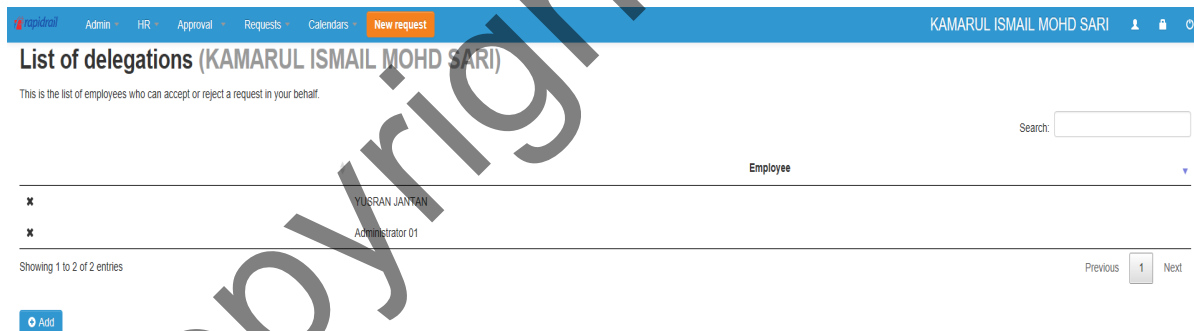 rapidrail Admin HR Approval Requests Calendars New request KAMARUL ISMAIL MOHD SARI
List of delegations (KAMARUL ISMAIL MOHD SARI)
This is the list of employees who can accept or reject a request in your behalf.
Search:
Employee
YUSRAN JANTAN
Administrator 01
Showing 1 to 2 of 2 entries Previous 1 Next
Add